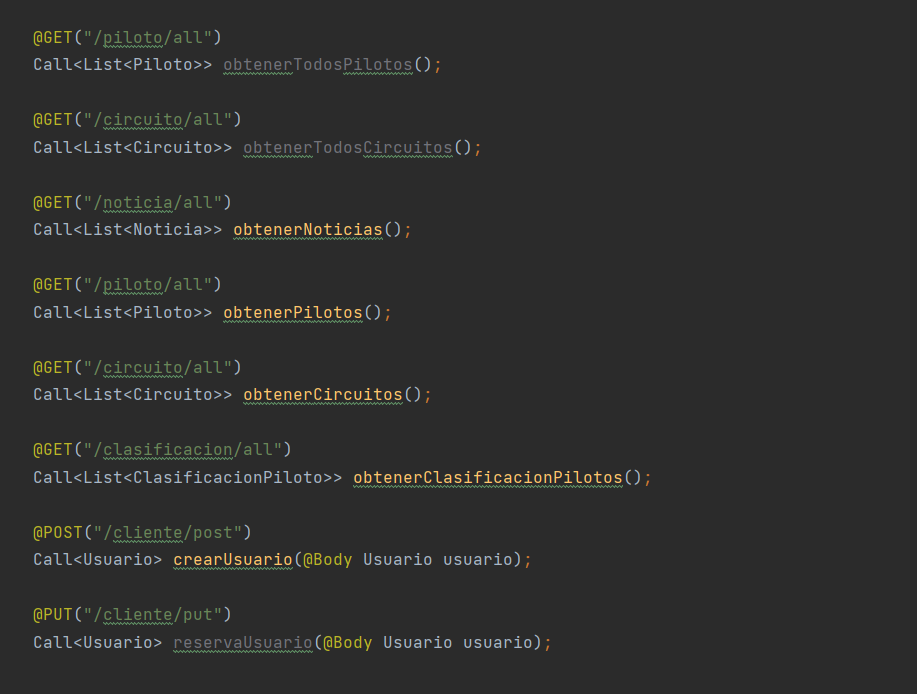 @GET("/piloto/all")
Call<List<Piloto>> obtenerTodosPilotos();
@GET("/circuito/all")
Call<List<Circuito>> obtenerTodosCircuitos();
@GET("/noticia/all")
Call<List<Noticia>> obtenerNoticias();
@GET("/piloto/all")
Call<List<Piloto>> obtenerPilotos();
@GET("/circuito/all")
Call<List<Circuito>> obtenerCircuitos();
@GET("/clasificacion/all")
Call<List<ClasificacionPiloto>> obtenerClasificacionPilotos();
@POST("/cliente/post")
Call<Usuario> crearUsuario(@Body Usuario usuario);
@PUT("/cliente/put")
Call<Usuario> reservaUsuario(@Body Usuario usuario);